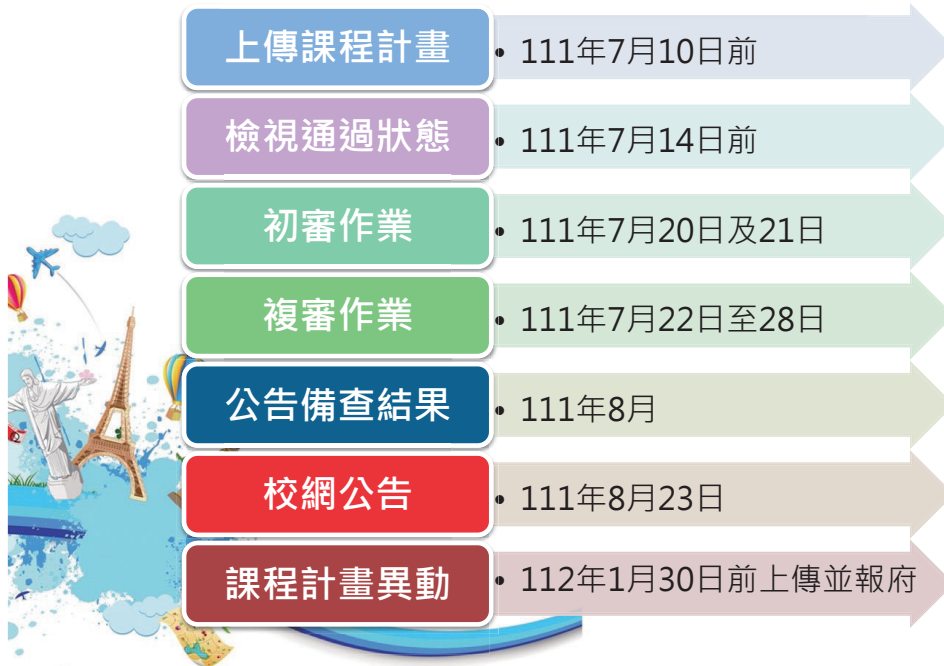 上傳課程計畫
• 111年7月10日前
檢視通過狀態
• 111年7月14日前
初審作業
• 111年7月20日及21日
複審作業
• 111年7月22日至28日
公告備查結果
• 111年8月
校網公告
• 111年8月23日
課程計畫異動
• 112年1月30日前上傳並報府